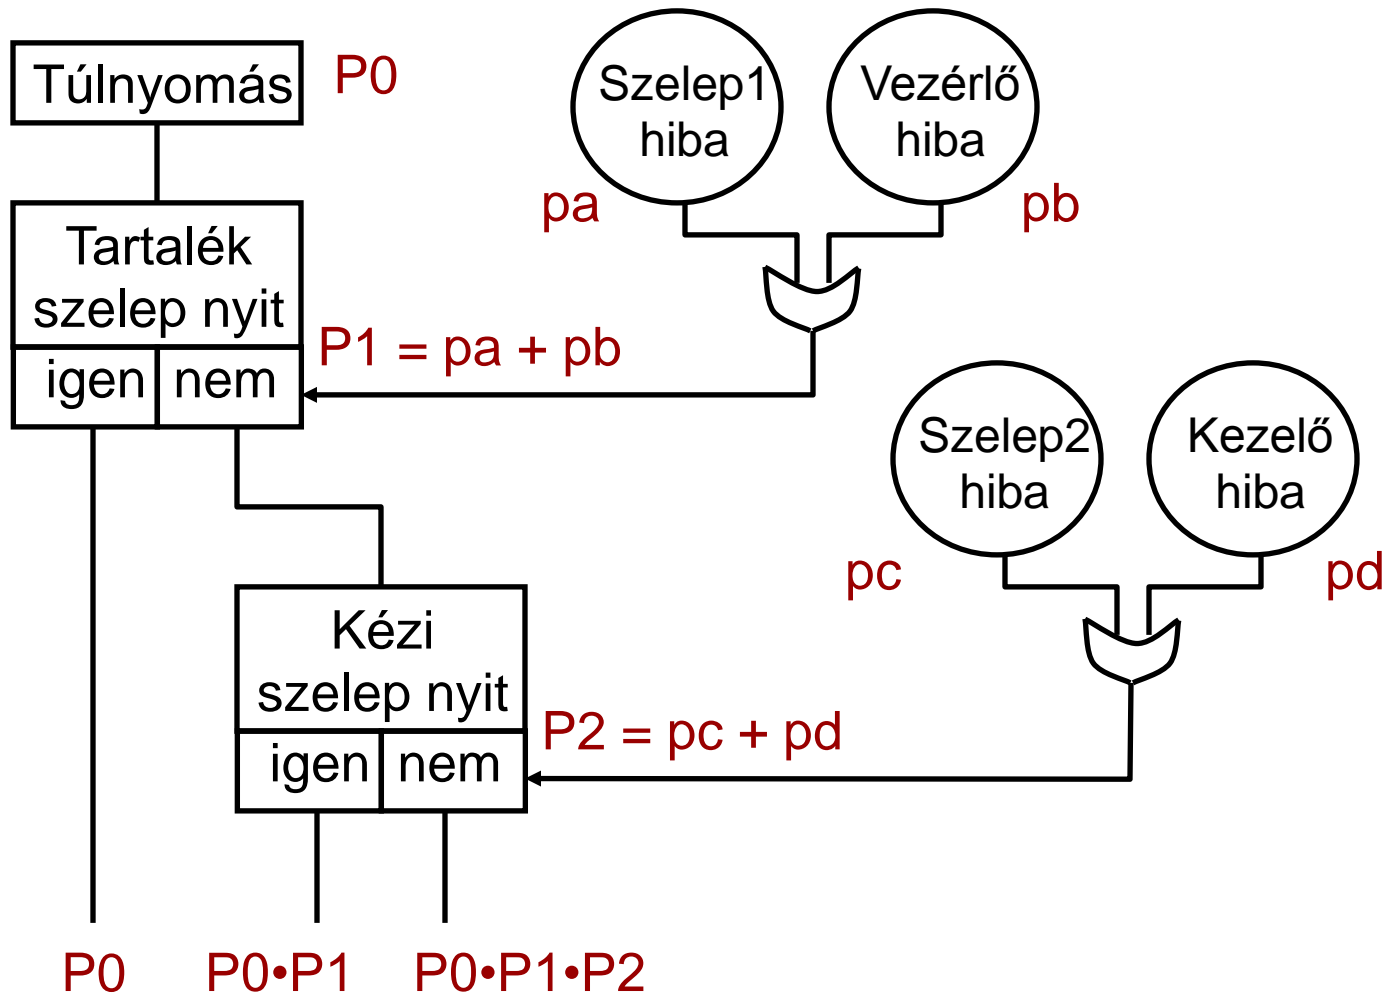 Túlnyomás
P0
Szelep1
hiba
Vezérlő
hiba
pa
pb
Tartalék
szelep nyit
igen
nem
P1 = pa + pb
Szelep2
hiba
Kezelő
hiba
pc
pd
Kézi
szelep nyit
igen
nem
P2 = pc + pd
P0
P0•P1
P0•P1•P2